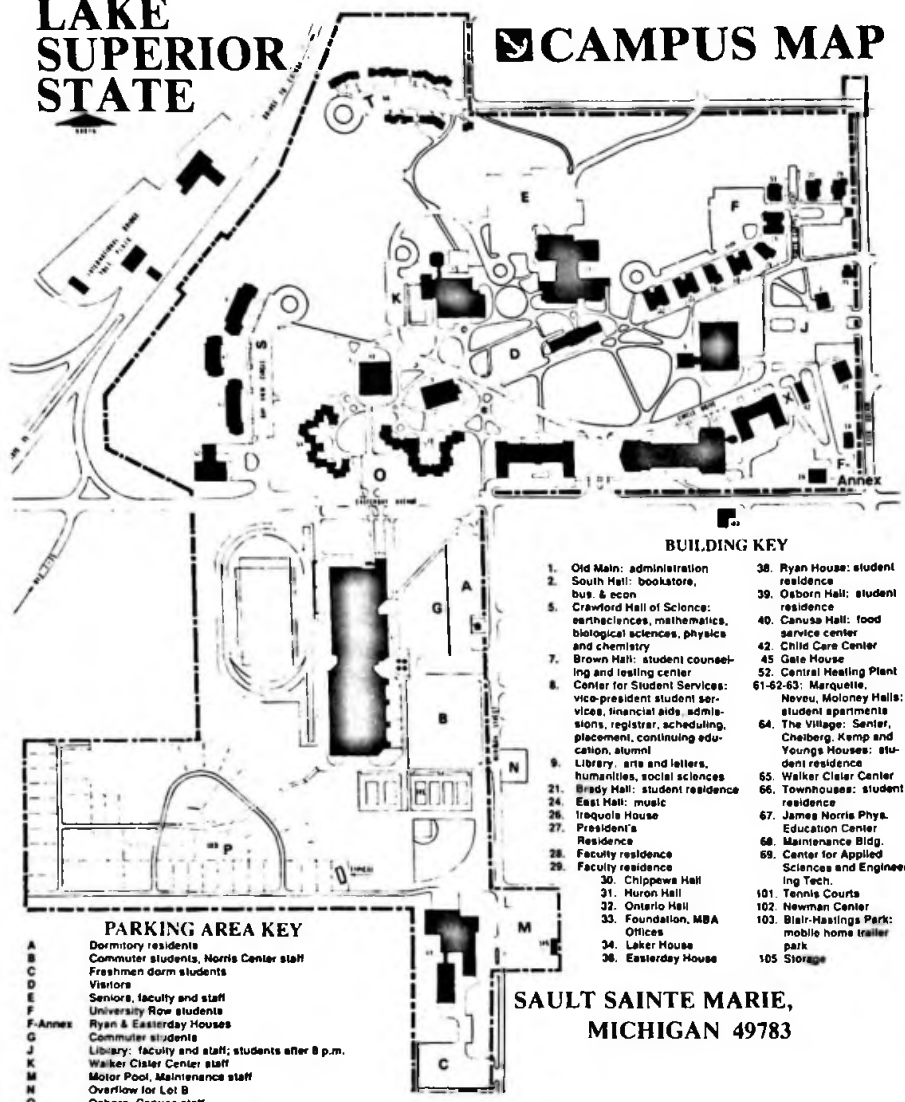 LAKE
SUPERIOR
STATE
CAMPUS MAP
T
E
F
K
D
J
S
X
O
F-
Annex
EASTERDAY AVENUE
A
G
B
N
P
M
C
BUILDING KEY
1. Old Main: administration
2. South Hall: bookstore,
bus. & econ
5. Crawford Hall of Science:
earthsciences, mathematics,
biological sciences, physics
and chemistry
7. Brown Hall: student counsel-
ing and testing center
8. Center for Student Services:
vice-president student ser-
vices, financial aids, admis-
sions, registrar, scheduling,
placement, continuing edu-
cation, alumni
9. Library: arts and letters,
humanities, social sciences
21. Brady Hall: student residence
24. East Hall: music
26. Iroquois House
27. President's
Residence
28. Faculty residence
29. Faculty residence
30. Chippewa Hall
31. Huron Hall
32. Ontario Hall
33. Foundation, MBA
Offices
34. Laker House
36. Easterday House
38. Ryan House: student
residence
39. Osborn Hall: student
residence
40. Canusa Hall: food
service center
42. Child Care Center
45 Gate House
52. Central Heating Plant
61-62-63: Marquette,
Neveu, Moloney Halls:
student apartments
64. The Village: Senter,
Chelberg, Kemp and
Youngs Houses: stu-
dent residence
65. Walker Cisler Center
66. Townhouses: student
residence
67. James Norris Phys.
Education Center
68. Maintenance Bldg.
69. Center for Applied
Sciences and Engineer-
ing Tech.
101. Tennis Courts
102. Newman Center
103. Blair-Hastings Park:
mobile home trailer
park
105 Storage
PARKING AREA KEY
A Dormitory residents
B Commuter students, Norris Center staff
C Freshmen dorm students
D Visitors
E Seniors, faculty and staff
F University Row students
F-Annex Ryan & Easterday Houses
G Commuter students
J Library: faculty and staff; students after 8 p.m.
K Walker Cisler Center staff
M Motor Pool, Maintenance staff
N Overflow for Lot B
O Osborn, Canusa staff
SAULT SAINTE MARIE,
MICHIGAN 49783